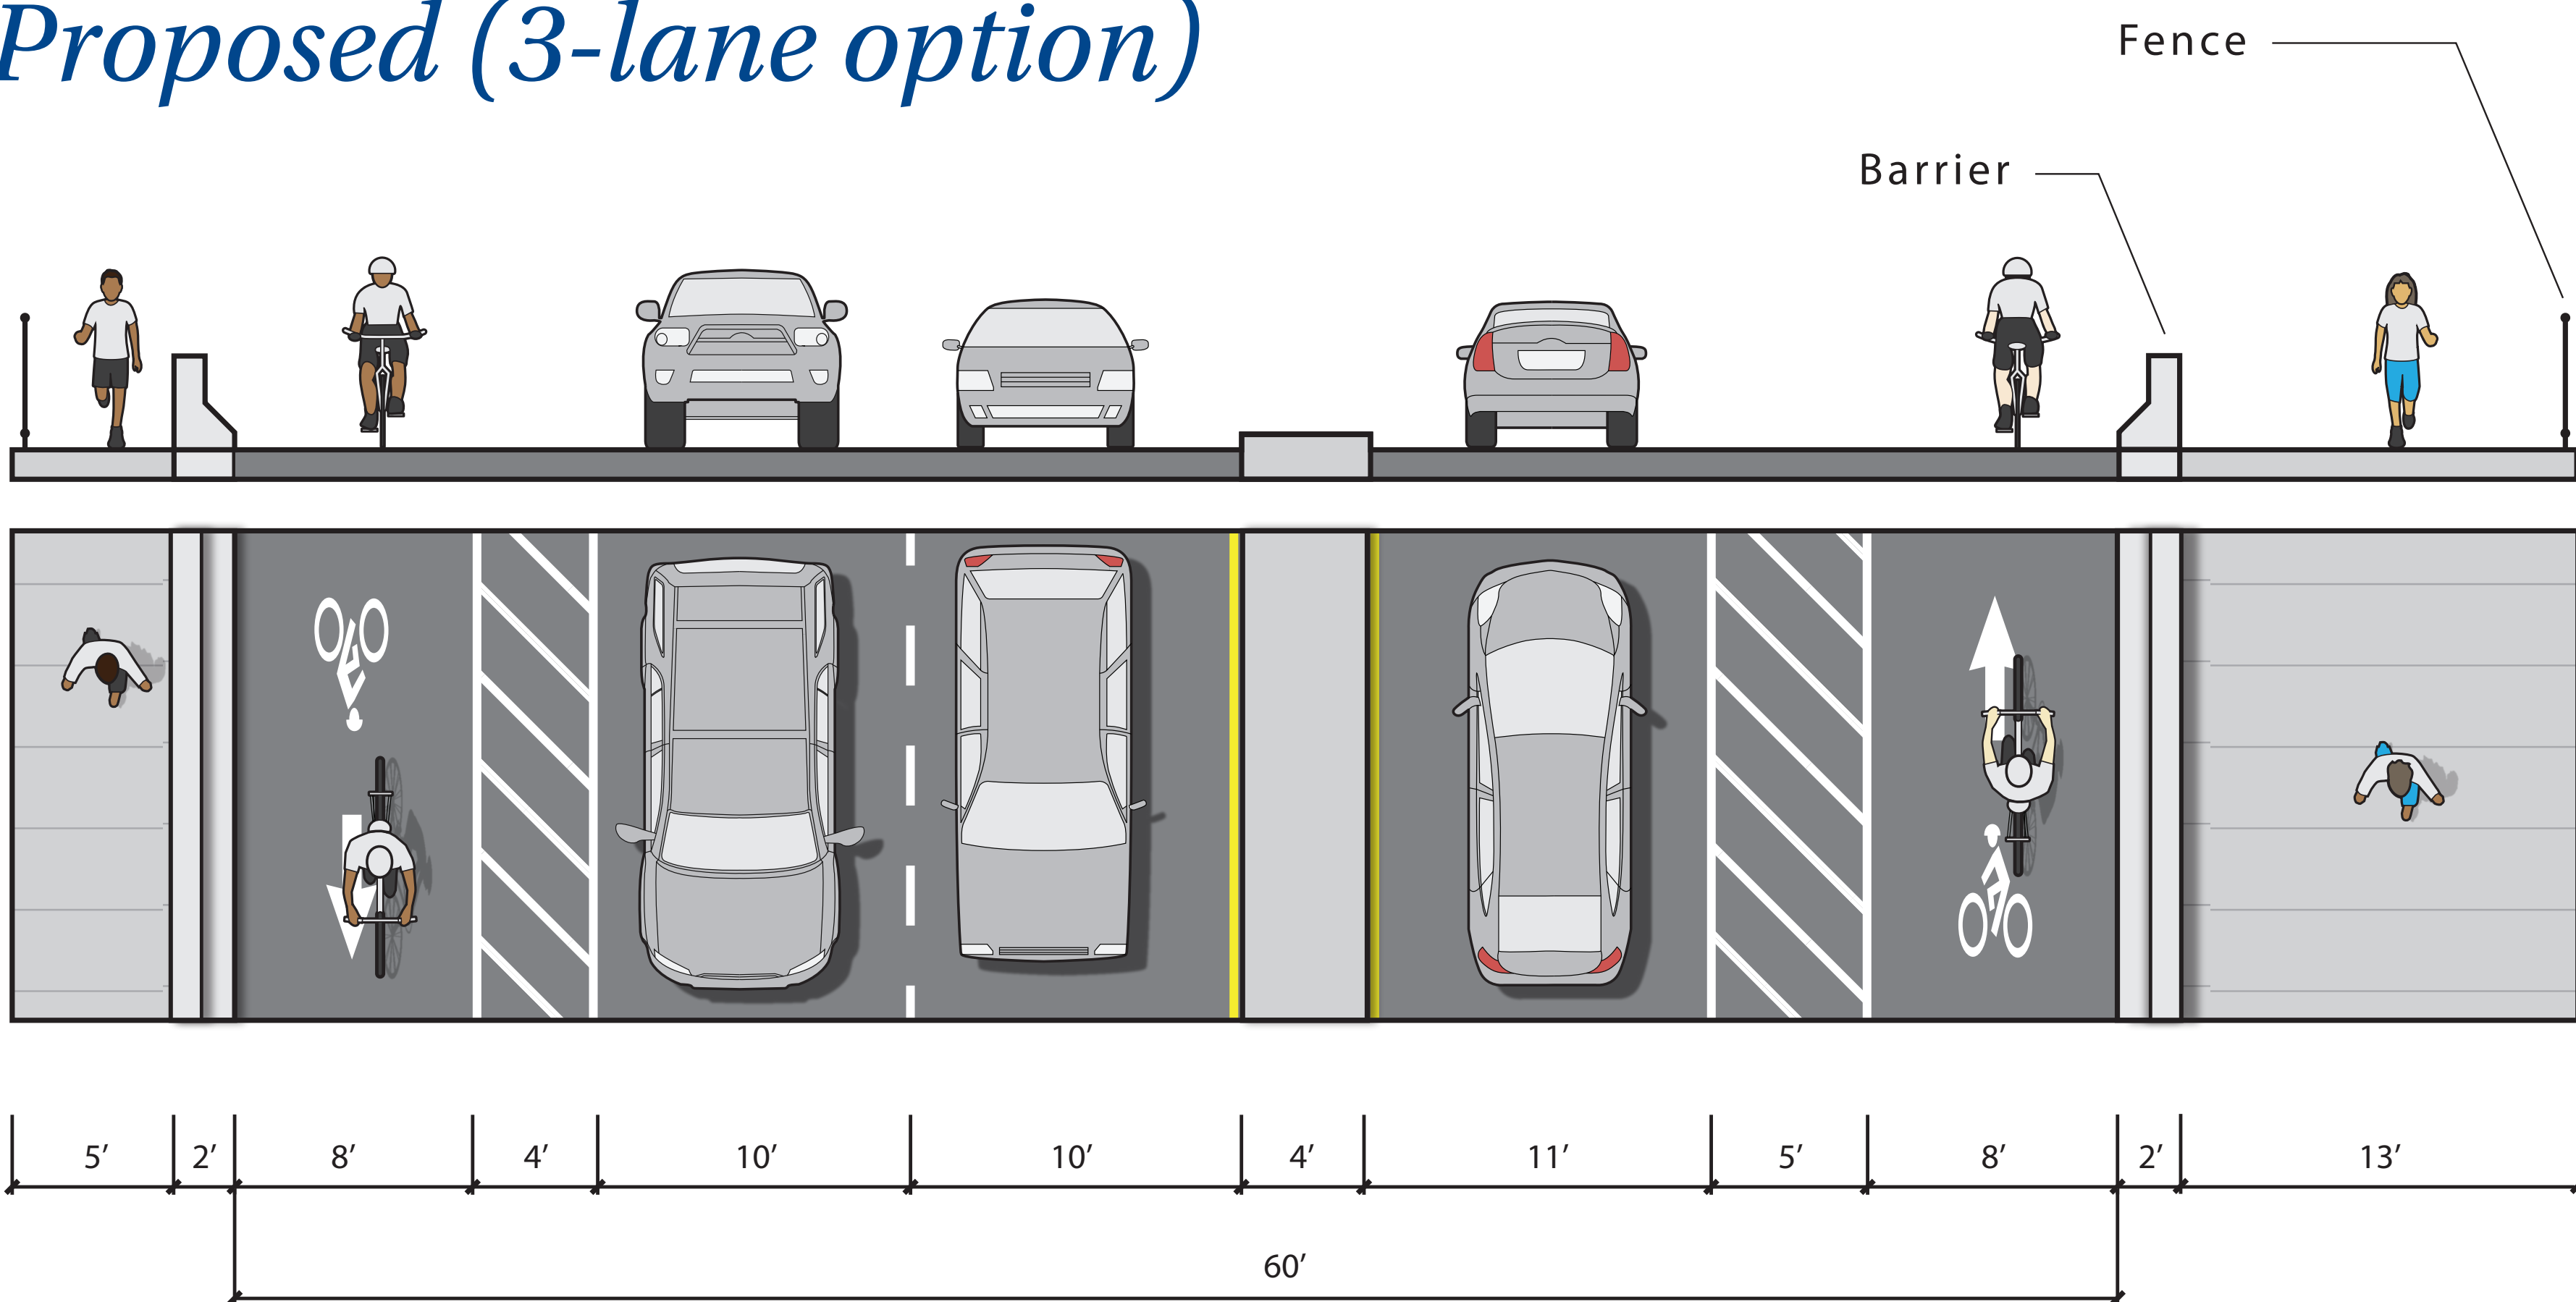 Proposed (3-lane option)
Fence
Barrier
5’ 2’ 8’ 4’ 10’ 10’ 4’ 11’ 5’ 8’ 2’ 13’
60’